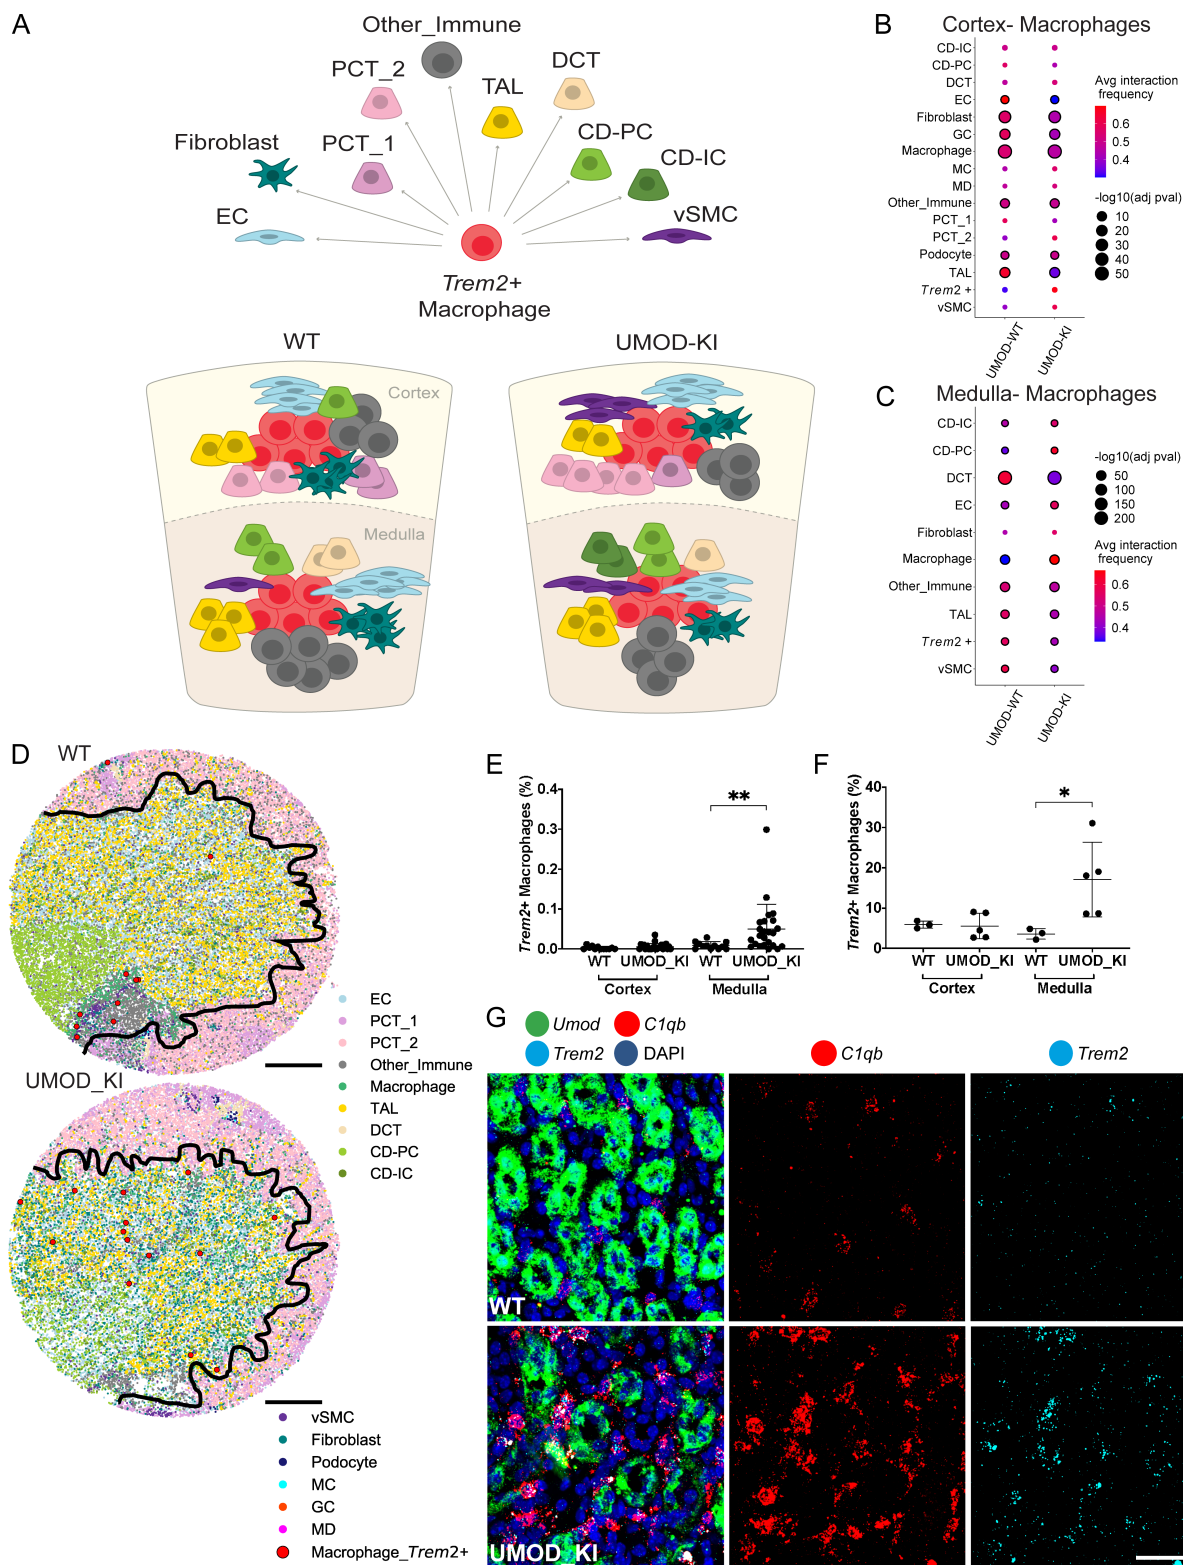 A
Other_Immune
PCT_2
TAL
DCT
Fibroblast
PCT_1
CD-PC
CD-IC
EC
vSMC
Trem2+
Macrophage
WT
UMOD-KI
Cortex
Medulla
B
Cortex- Macrophages
CD-IC
CD-PC
DCT
EC
Fibroblast
GC
Macrophage
MC
MD
Other_Immune
PCT_1
PCT_2
Podocyte
TAL
Trem2 +
vSMC
UMOD-WT
UMOD-KI
Avg interaction
frequency
0.6
0.5
0.4
-log10(adj pval)
10
20
30
40
50
C
Medulla- Macrophages
CD-IC
CD-PC
DCT
EC
Fibroblast
Macrophage
Other_Immune
TAL
Trem2 +
vSMC
UMOD-WT
UMOD-KI
-log10(adj pval)
50
100
150
200
Avg interaction
frequency
0.6
0.5
0.4
D
WT
UMOD_KI
EC
PCT_1
PCT_2
Other_Immune
Macrophage
TAL
DCT
CD-PC
CD-IC
vSMC
Fibroblast
Podocyte
MC
GC
MD
Macrophage_Trem2+
E
Trem2+ Macrophages (%)
0.4
0.3
0.2
0.1
0.0
**
WT UMOD_KI WT UMOD_KI
Cortex Medulla
F
Trem2+ Macrophages (%)
40
30
20
10
0
*
WT UMOD_KI WT UMOD_KI
Cortex Medulla
G
Umod C1qb
Trem2 DAPI
C1qb
Trem2
WT
UMOD_KI